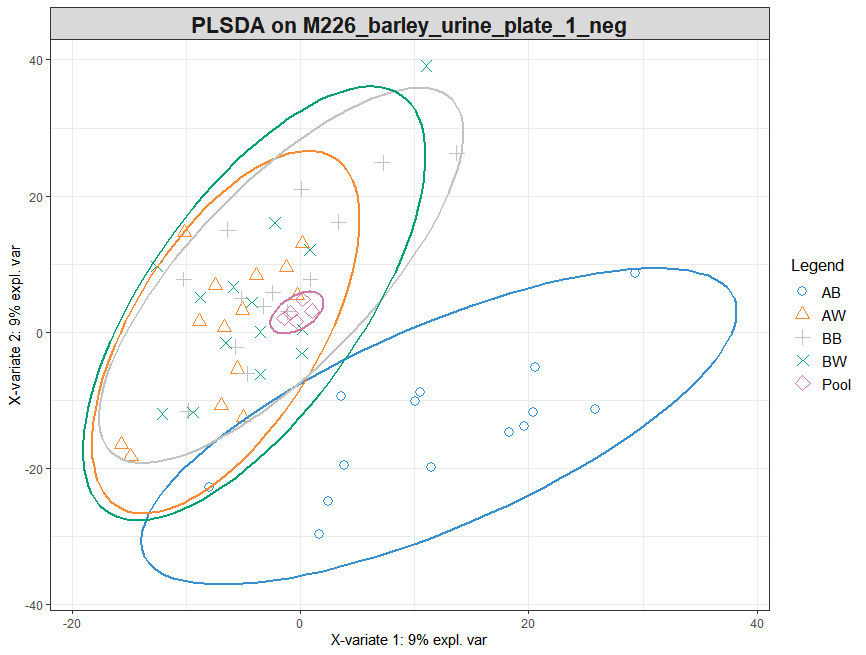 PLSDA on M226_barley_urine_plate_1_neg
40
20
0
-20
-40
X-variate 2: 9% expl. var
-20
0
20
40
X-variate 1: 9% expl. var
Legend
AB
AW
BB
BW
Pool